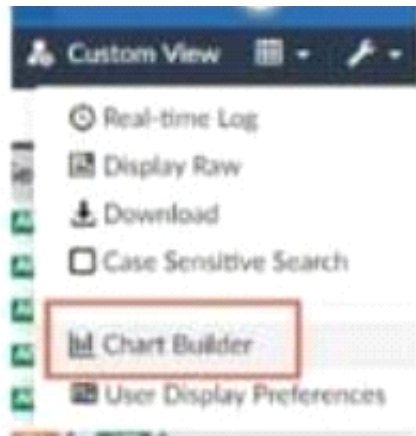 Custom View
Real-time Log
Display Raw
Download
Case Sensitive Search
Chart Builder
User Display Preferences